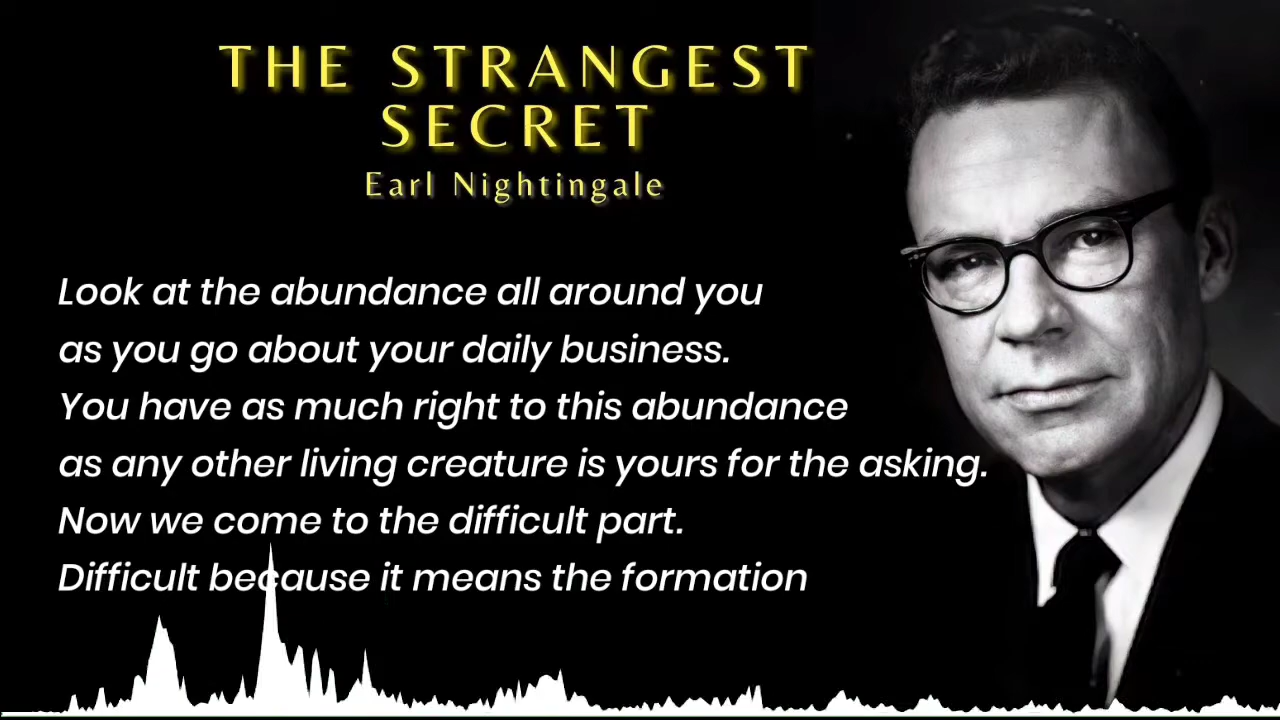 THE STRANGEST
SECRET
Earl Nightingale
Look at the abundance all around you
as you go about your daily business.
You have as much right to this abundance
as any other living creature is yours for the asking.
Now we come to the difficult part.
Difficult because it means the formation